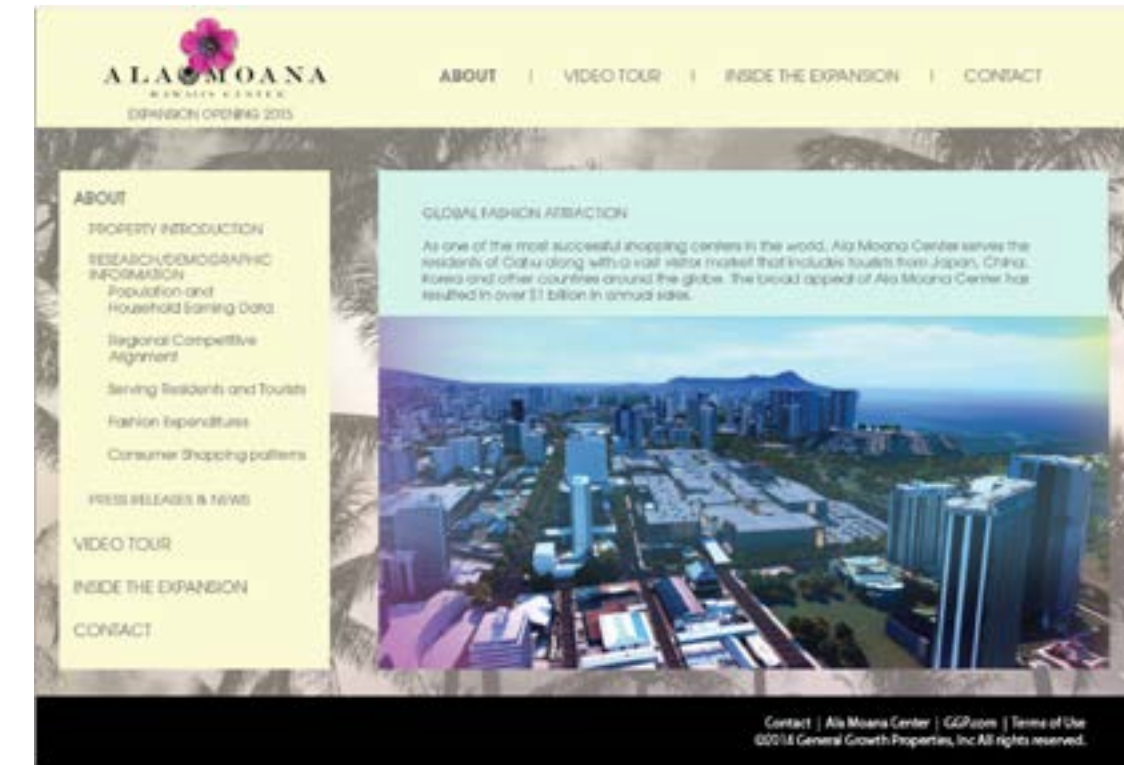 ALA MOANA
HAWAII'S CENTER
EXPANSION OPENING 2015
ABOUT | VIDEO TOUR | INSIDE THE EXPANSION | CONTACT
ABOUT
PROPERTY INTRODUCTION
RESEARCH/DEMOGRAPHIC
INFORMATION
Population and
Household Earning Data
Regional Competitive
Alignment
Serving Residents and Tourists
Fashion Expenditures
Consumer Shopping patterns
PRESS RELEASES & NEWS
VIDEO TOUR
INSIDE THE EXPANSION
CONTACT
GLOBAL FASHION ATTRACTION
As one of the most successful shopping centers in the world, Ala Moana Center serves the
residents of Oahu along with a vast visitor market that includes tourists from Japan, China,
Korea and other countries around the globe. The broad appeal of Ala Moana Center has
resulted in over $1 billion in annual sales.
Contact | Ala Moana Center | GGP.com | Terms of Use
©2014 General Growth Properties, Inc All rights reserved.